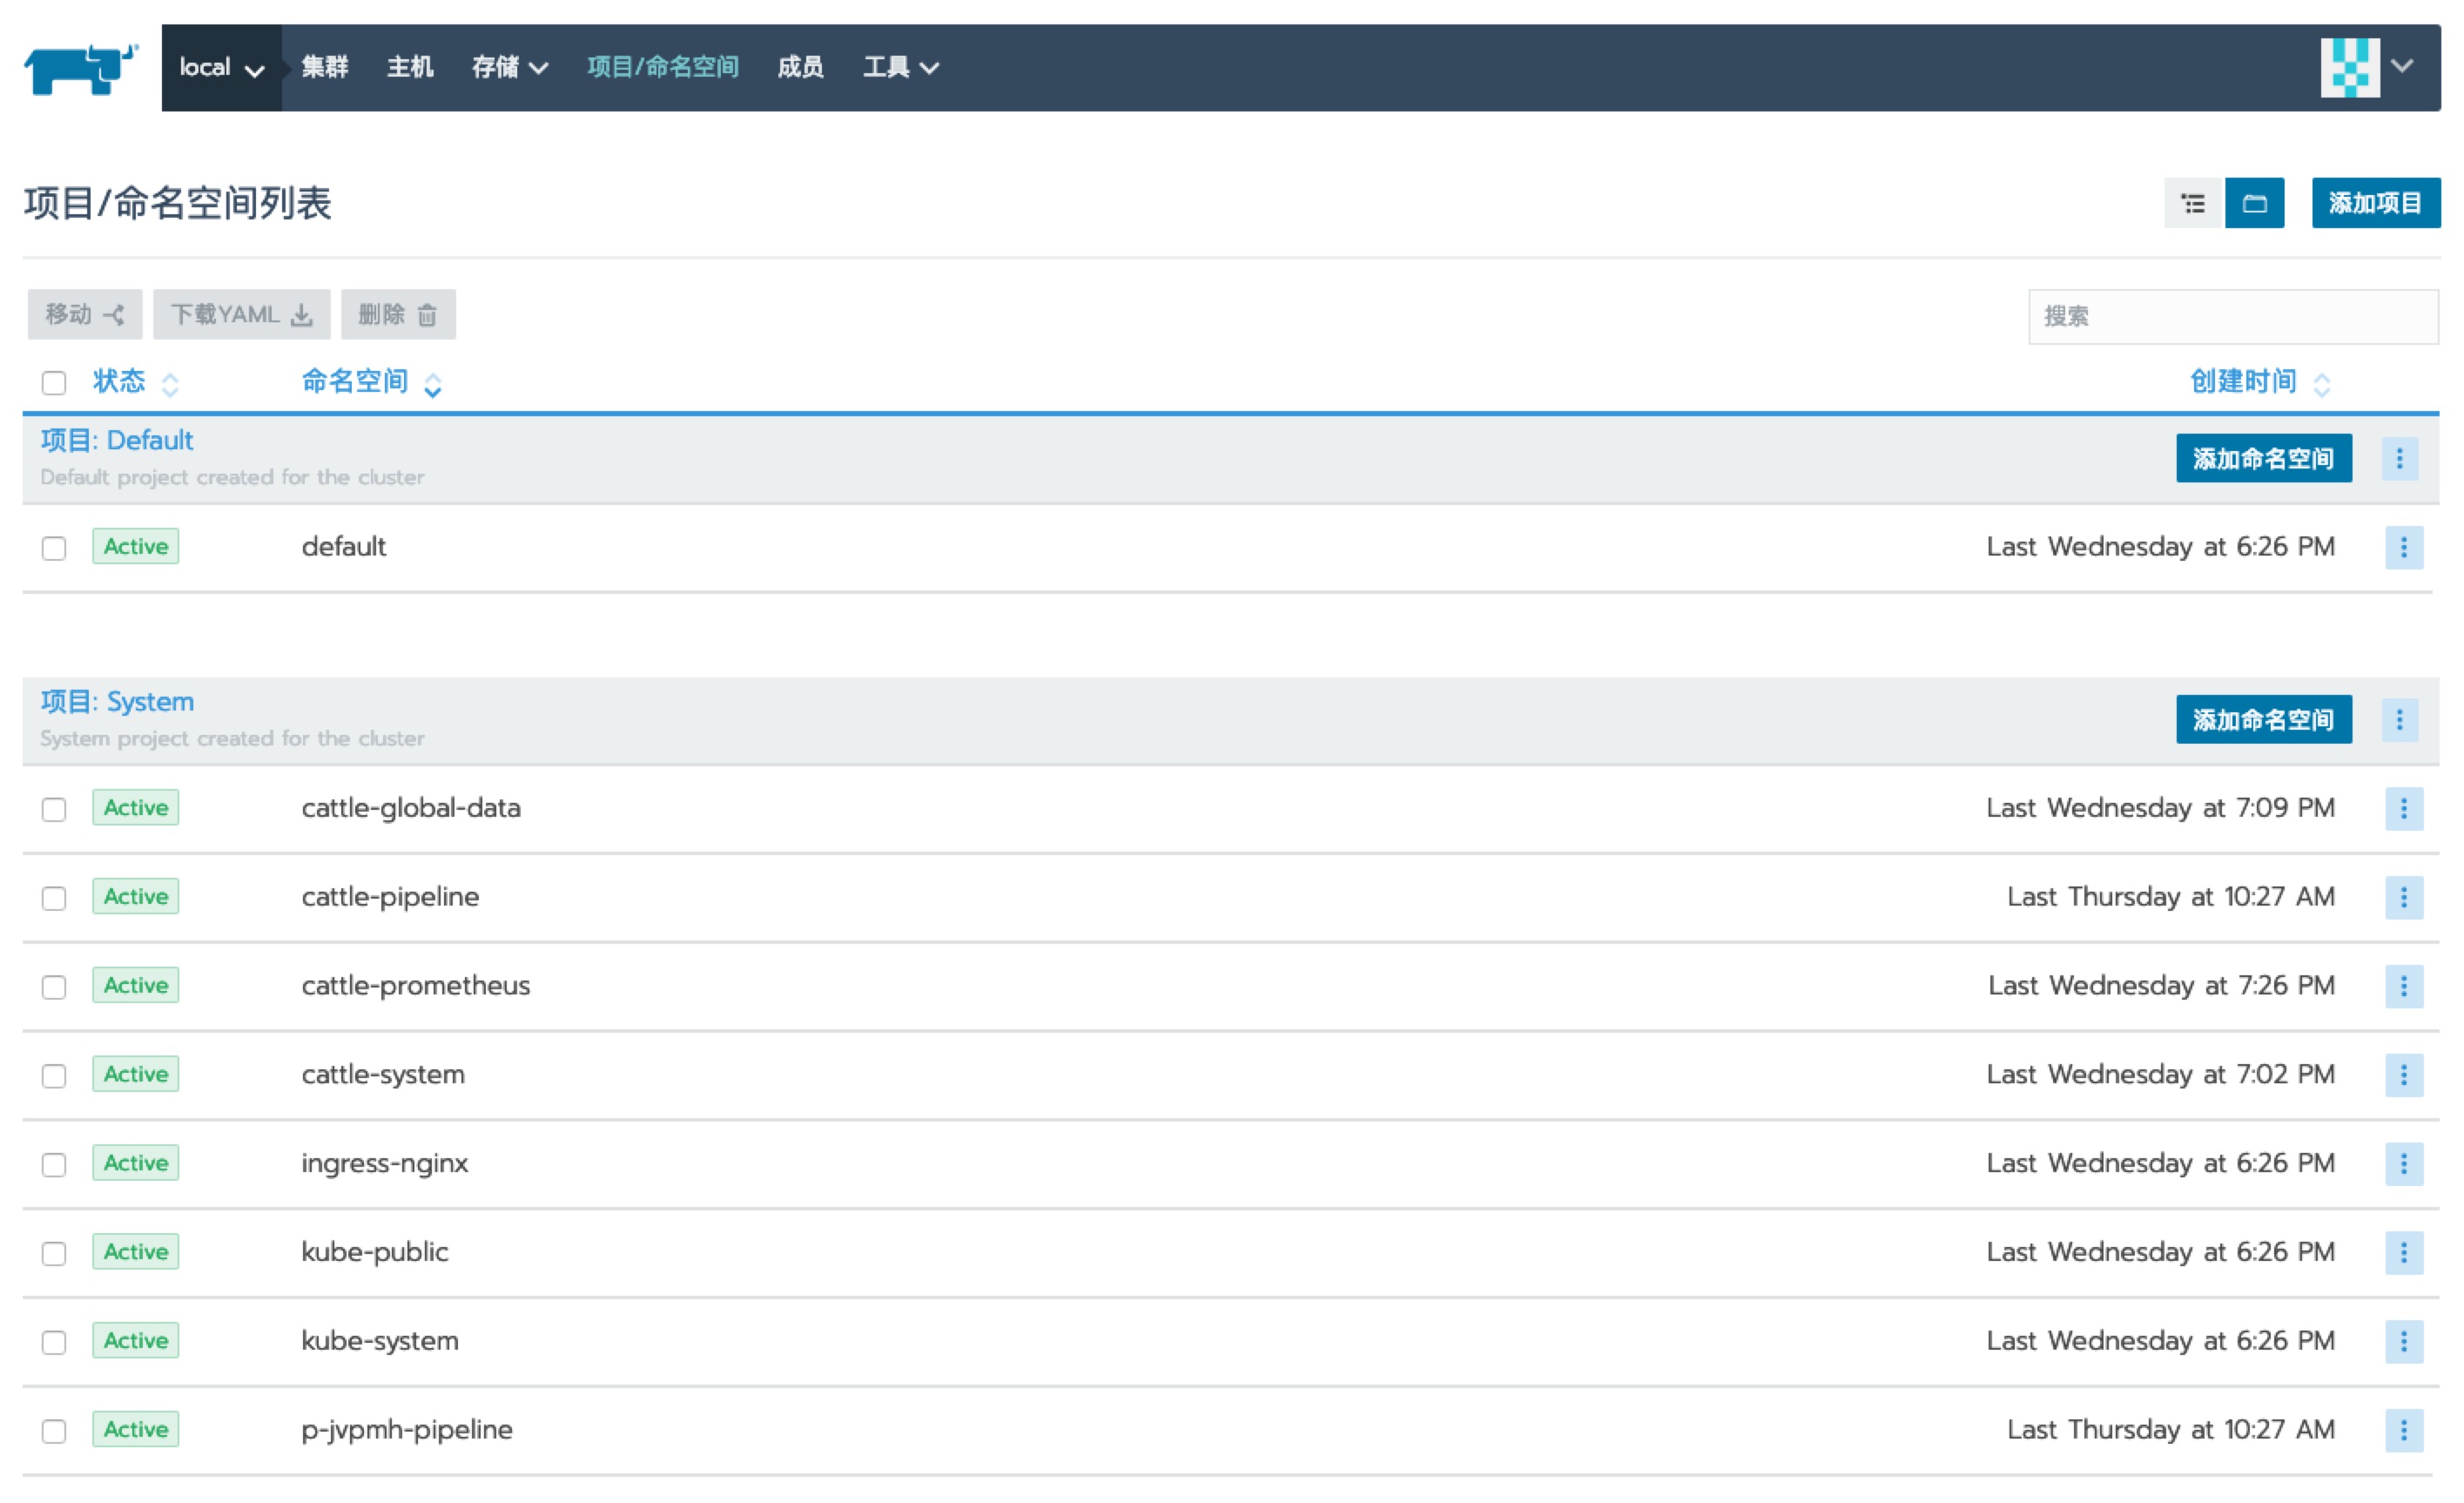 local 集群 主机 存储 项目/命名空间 成员 工具
项目/命名空间列表 添加项目
移动 下载YAML 删除 搜索
状态 命名空间 创建时间
项目: Default 添加命名空间
Default project created for the cluster
Active default Last Wednesday at 6:26 PM
项目: System 添加命名空间
System project created for the cluster
Active cattle-global-data Last Wednesday at 7:09 PM
Active cattle-pipeline Last Thursday at 10:27 AM
Active cattle-prometheus Last Wednesday at 7:26 PM
Active cattle-system Last Wednesday at 7:02 PM
Active ingress-nginx Last Wednesday at 6:26 PM
Active kube-public Last Wednesday at 6:26 PM
Active kube-system Last Wednesday at 6:26 PM
Active p-jvpmh-pipeline Last Thursday at 10:27 AM